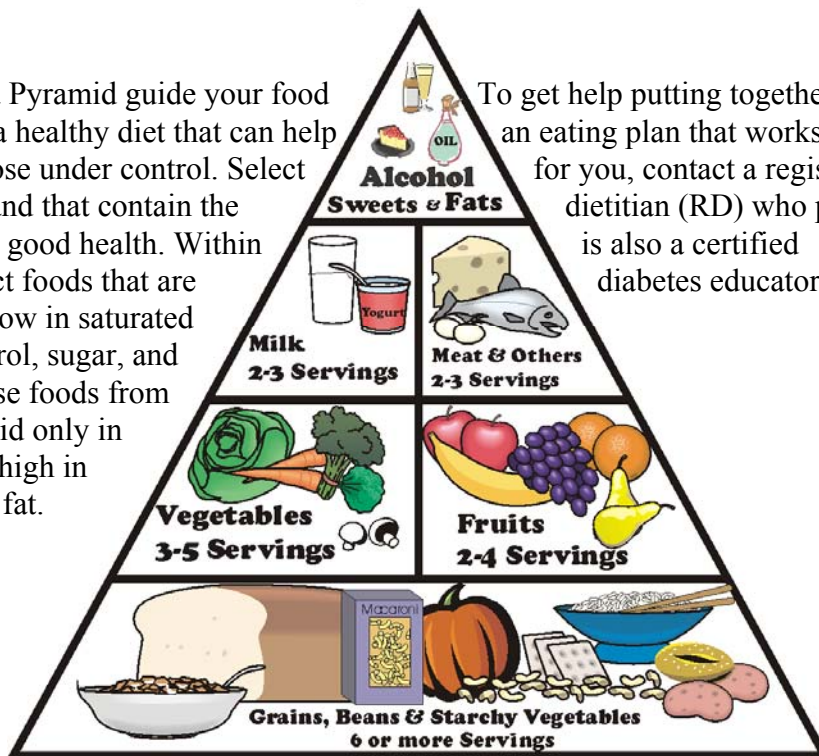 Pyramid guide your food
a healthy diet that can help
ose under control. Select
and that contain the
good health. Within
ct foods that are
ow in saturated
rol, sugar, and
se foods from
id only in
high in
fat.
To get help putting together
an eating plan that works
for you, contact a regis
dietitian (RD) who p
is also a certified
diabetes educator
OIL
Alcohol
Sweets & Fats
Yogurt
Milk
2-3 Servings
Meat & Others
2-3 Servings
Vegetables
3-5 Servings
Fruits
2-4 Servings
Macaroni
Grains, Beans & Starchy Vegetables
6 or more Servings